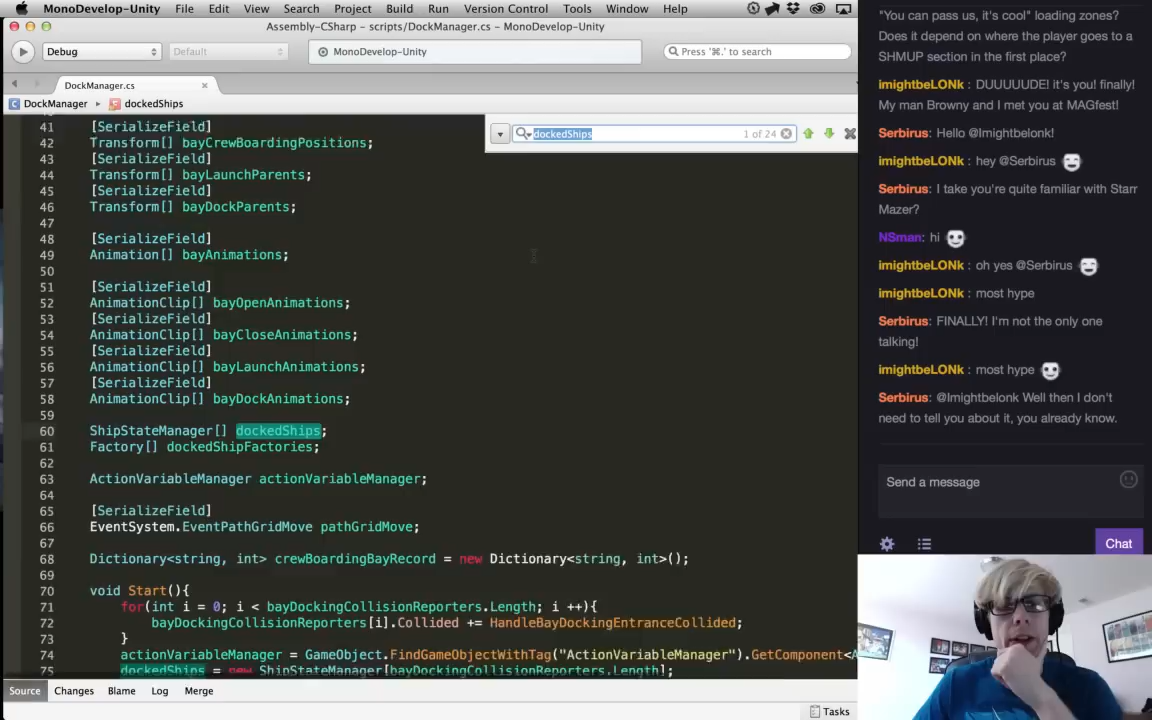 MonoDevelop-Unity File Edit View Search Project Build Run Version Control Tools Window Help
Assembly-CSharp - scripts/DockManager.cs - MonoDevelop-Unity
Debug Default MonoDevelop-Unity Press '⌘.' to search
DockManager.cs
DockManager dockedShips
dockedShips 1 of 24
41 [SerializeField]
42 Transform[] bayCrewBoardingPositions;
43 [SerializeField]
44 Transform[] bayLaunchParents;
45 [SerializeField]
46 Transform[] bayDockParents;
47
48 [SerializeField]
49 Animation[] bayAnimations;
50
51 [SerializeField]
52 AnimationClip[] bayOpenAnimations;
53 [SerializeField]
54 AnimationClip[] bayCloseAnimations;
55 [SerializeField]
56 AnimationClip[] bayLaunchAnimations;
57 [SerializeField]
58 AnimationClip[] bayDockAnimations;
59
60 ShipStateManager[] dockedShips;
61 Factory[] dockedShipFactories;
62
63 ActionVariableManager actionVariableManager;
64
65 [SerializeField]
66 EventSystem.EventPathGridMove pathGridMove;
67
68 Dictionary<string, int> crewBoardingBayRecord = new Dictionary<string, int>();
69
70 void Start(){
71 for(int i = 0; i < bayDockingCollisionReporters.Length; i ++){
72 bayDockingCollisionReporters[i].Collided += HandleBayDockingEntranceCollided;
73 }
74 actionVariableManager = GameObject.FindGameObjectWithTag("ActionVariableManager").GetComponent<A
75 dockedShips = new ShipStateManager[bayDockingCollisionReporters.Length];
Source Changes Blame Log Merge
Tasks
"You can pass us, it's cool" loading zones?
Does it depend on where the player goes to a
SHMUP section in the first place?
imightbeLONk : DUUUUUDE! it's you! finally!
My man Browny and I met you at MAGfest!
Serbirus: Hello @Imightbelonk!
imightbeLONk : hey @Serbirus
Serbirus: I take you're quite familiar with Starr
Mazer?
NSman: hi
imightbeLONk : oh yes @Serbirus
imightbeLONk : most hype
Serbirus: FINALLY! I'm not the only one
talking!
imightbeLONk : most hype
Serbirus: @Imightbelonk Well then I don't
need to tell you about it, you already know.
Send a message
Chat